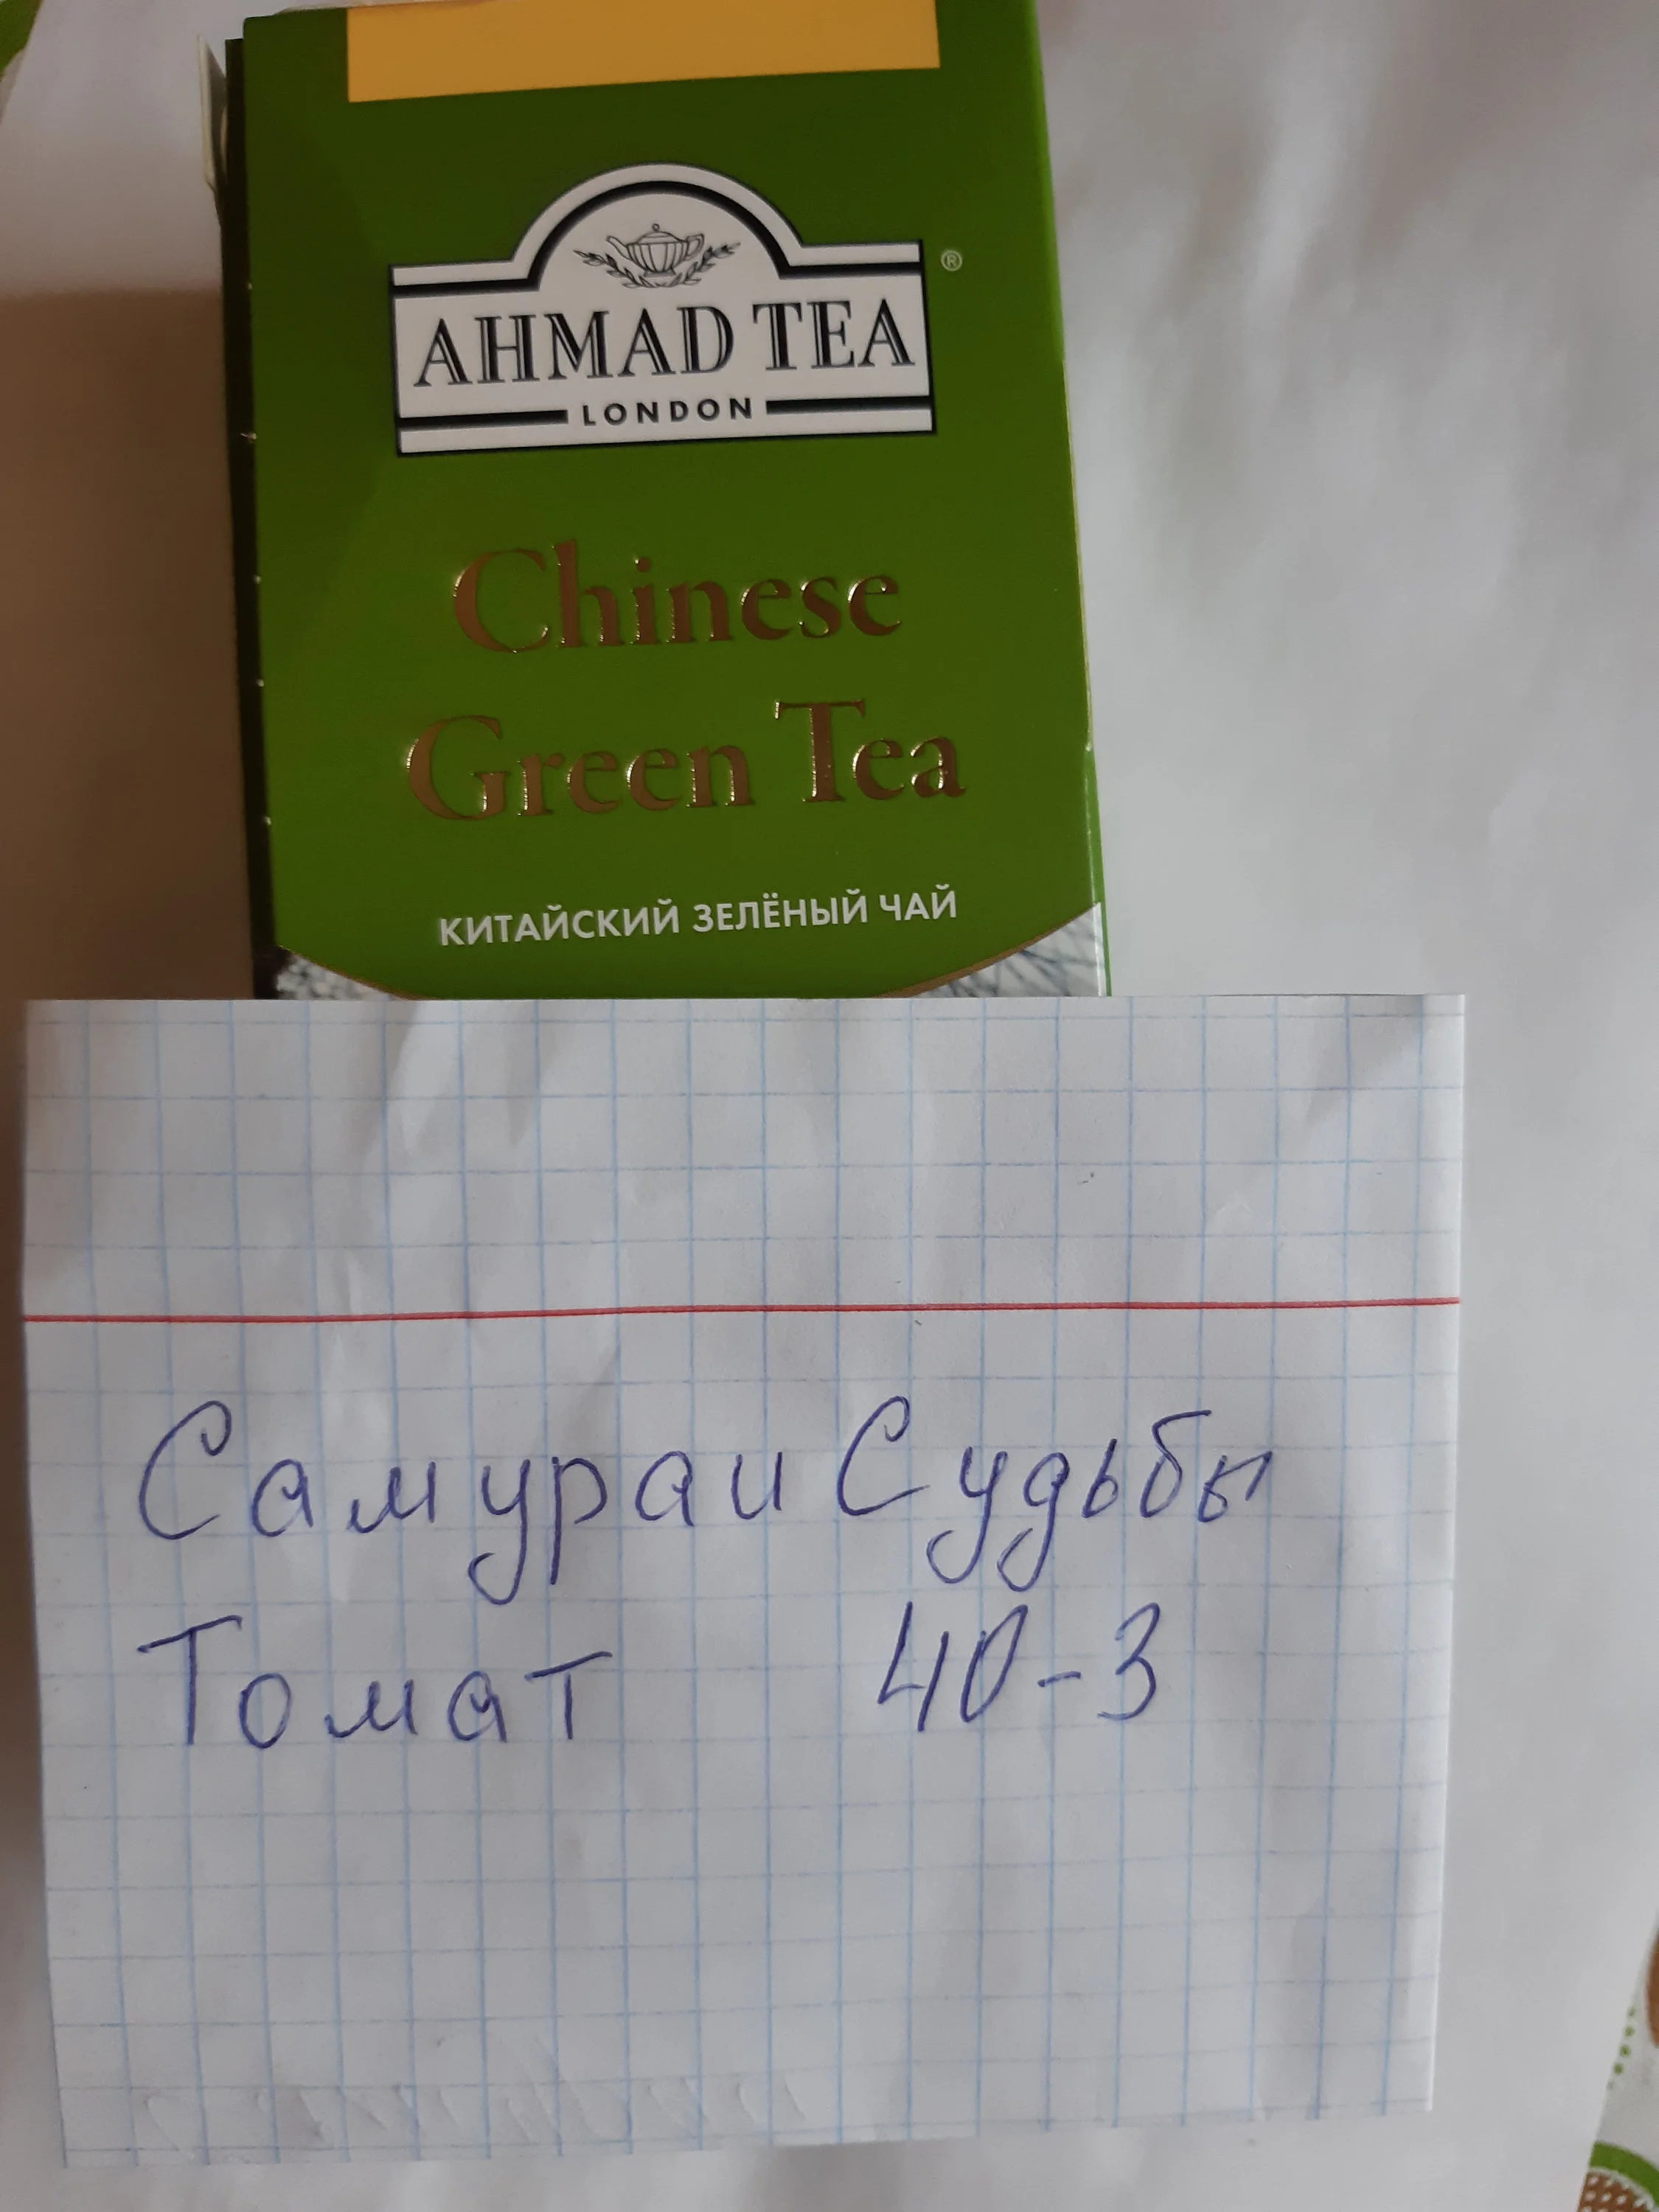 AHMAD TEA ®
LONDON
Chinese
Green Tea
КИТАЙСКИЙ ЗЕЛЁНЫЙ ЧАЙ
Самураи Судьбы
Томат 40-3